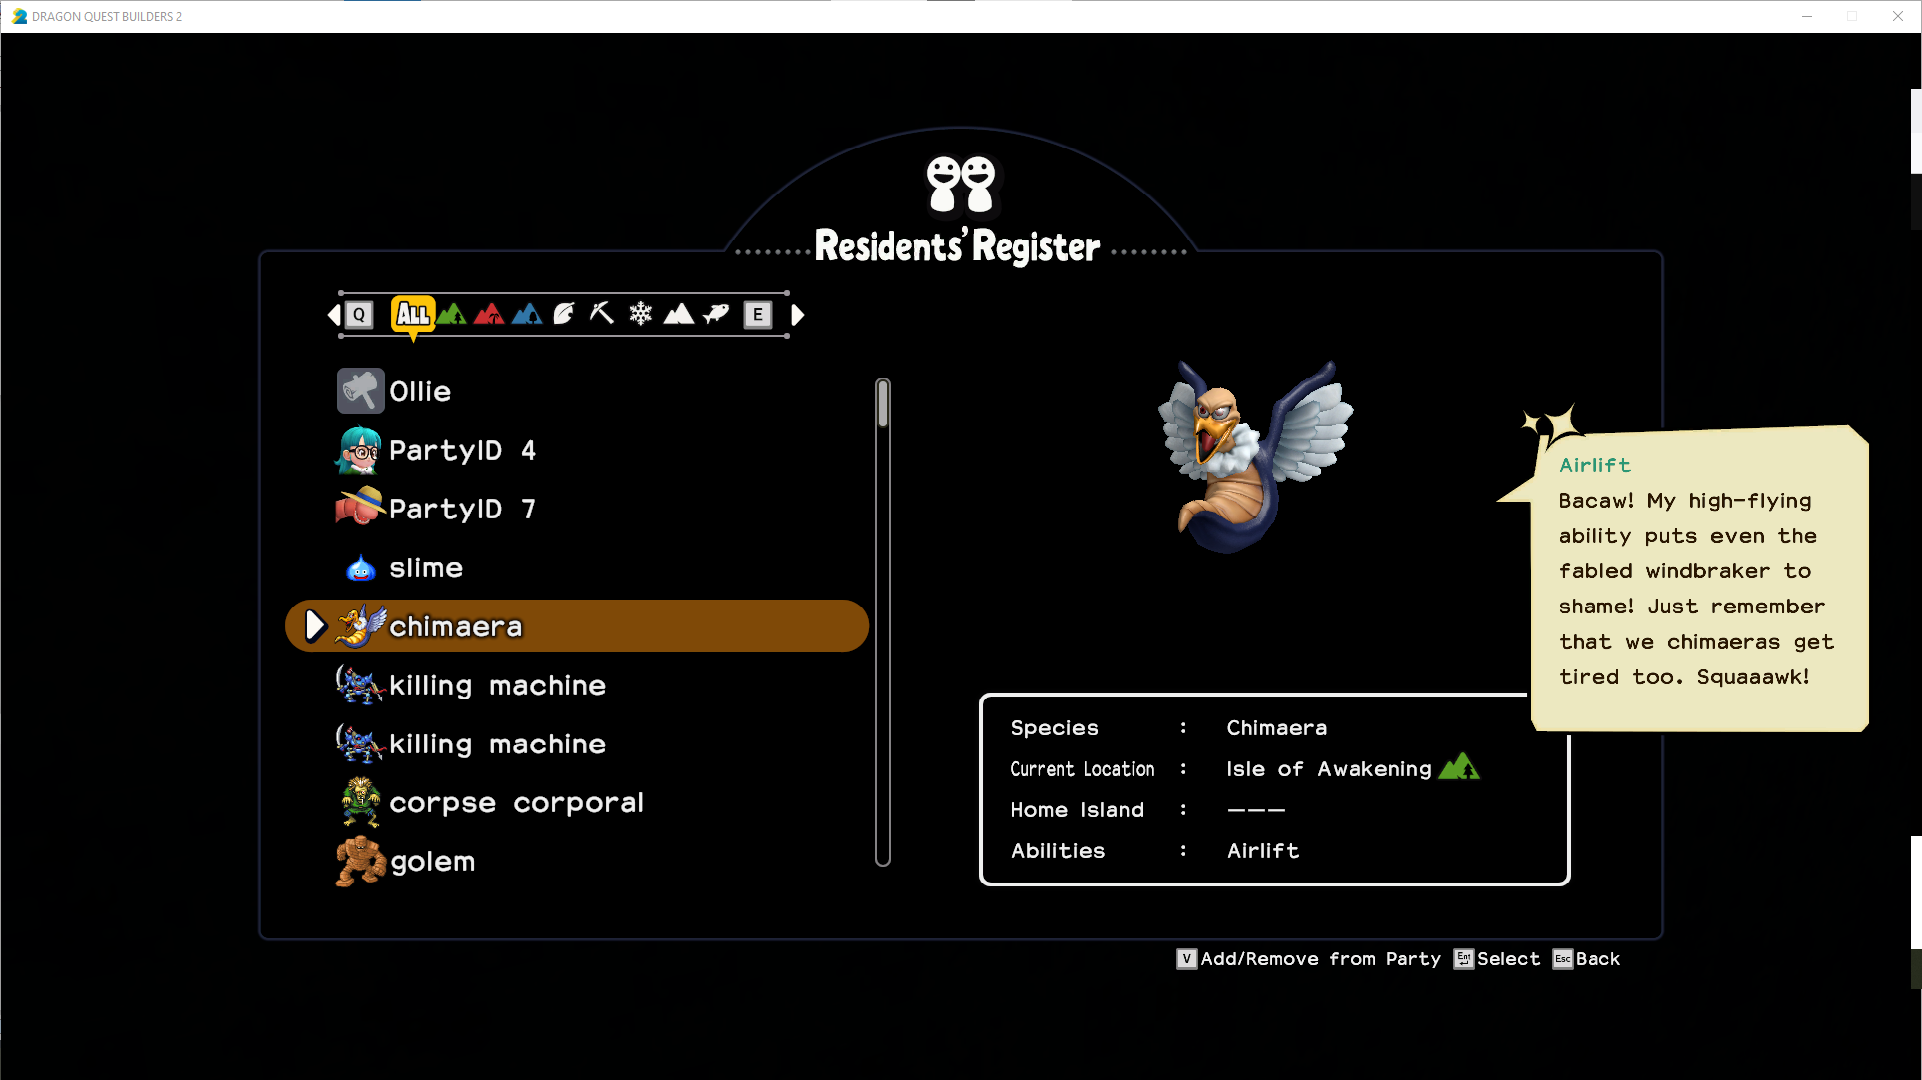 DRAGON QUEST BUILDERS 2
Residents' Register
Q ALL E
Ollie
PartyID 4
PartyID 7
slime
chimaera
killing machine
killing machine
corpse corporal
golem
Airlift
Bacaw! My high-flying
ability puts even the
fabled windbraker to
shame! Just remember
that we chimaeras get
tired too. Squaaawk!
Species : Chimaera
Current Location : Isle of Awakening
Home Island : ———
Abilities : Airlift
V Add/Remove from Party Ent Select Esc Back